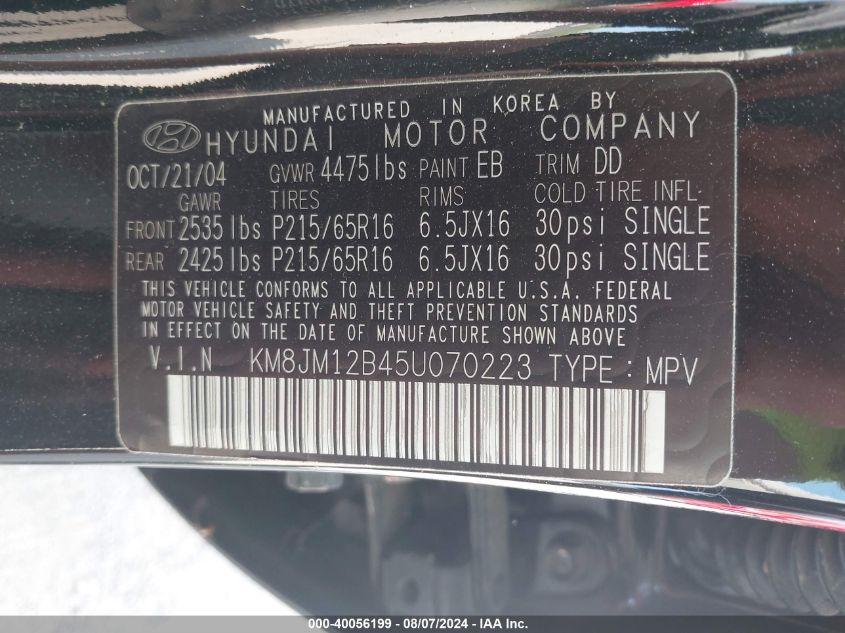 MANUFACTURED IN KOREA BY
HYUNDAI MOTOR COMPANY
OCT/21/04 GVWR 4475lbs PAINT EB TRIM DD
GAWR TIRES RIMS COLD TIRE INFL.
FRONT 2535 lbs P215/65R16 6.5JX16 30psi SINGLE
REAR 2425 lbs P215/65R16 6.5JX16 30psi SINGLE
THIS VEHICLE CONFORMS TO ALL APPLICABLE U.S.A. FEDERAL
MOTOR VEHICLE SAFETY AND THEFT PREVENTION STANDARDS
IN EFFECT ON THE DATE OF MANUFACTURE SHOWN ABOVE
V.I.N KM8JM12B45U070223 TYPE : MPV
000-40056199 - 08/07/2024 - IAA Inc.